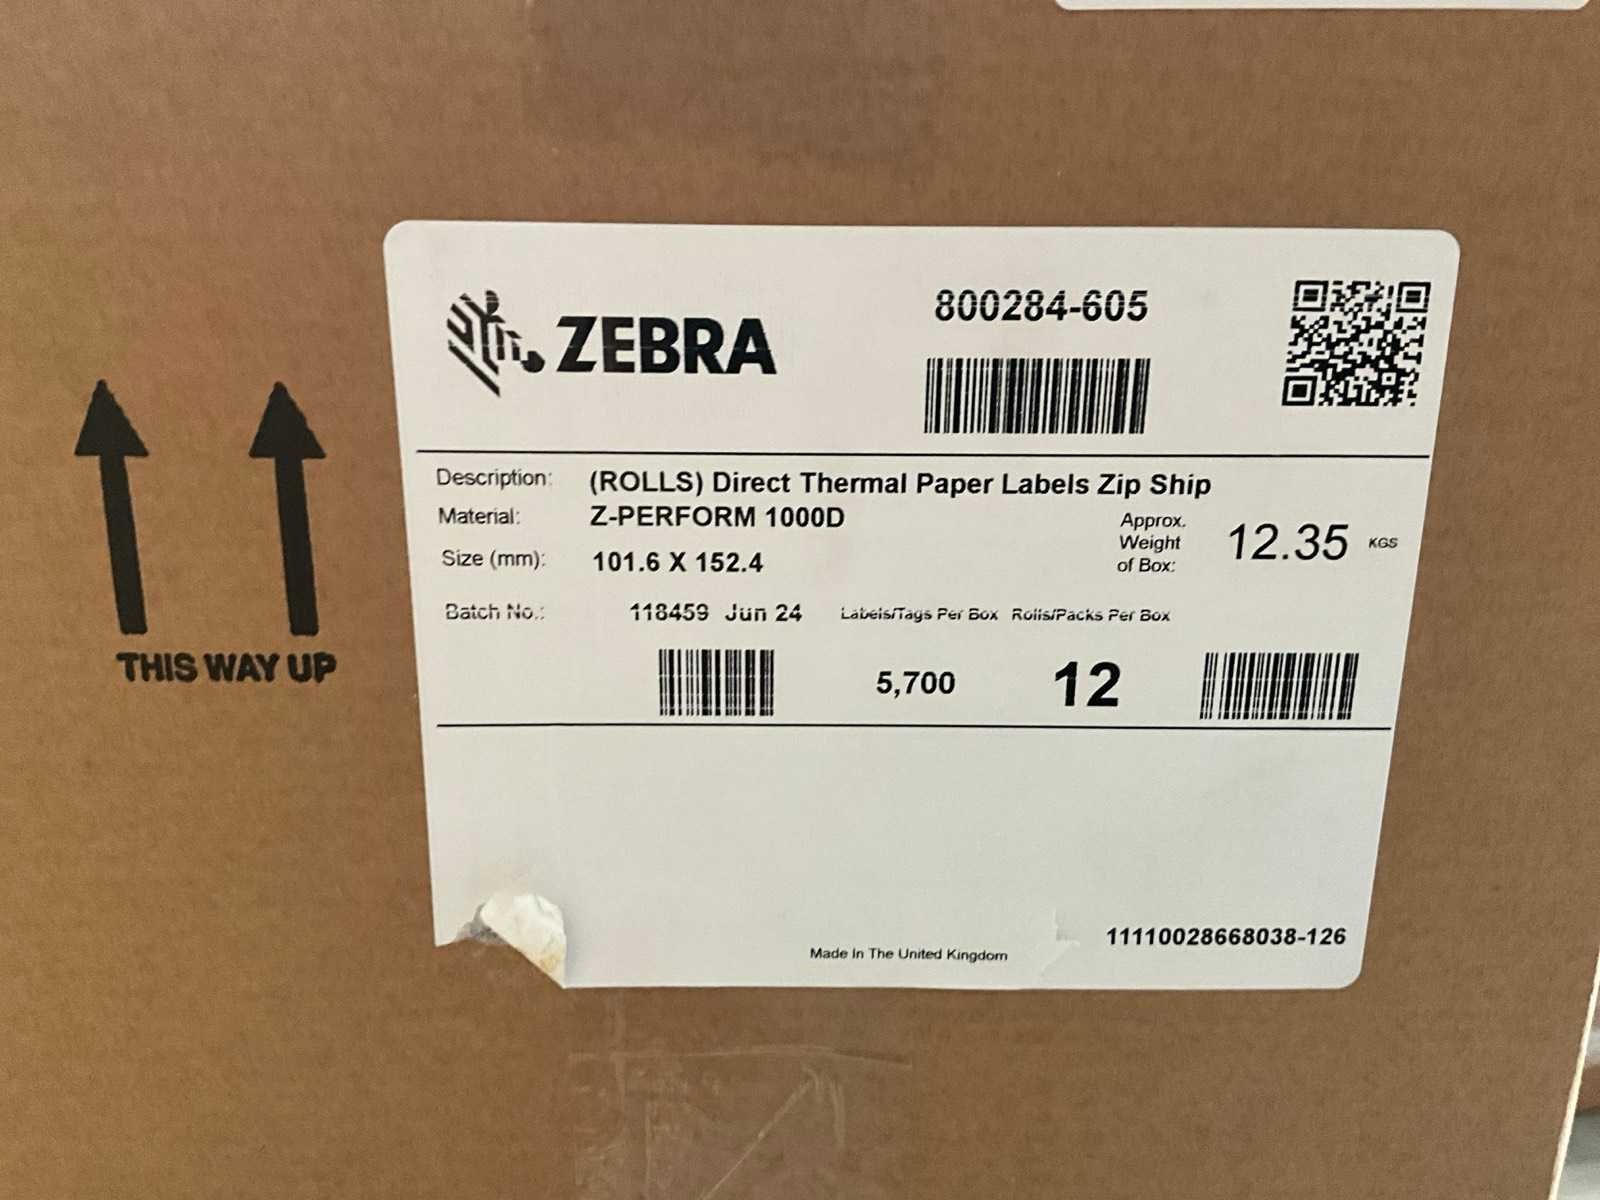 ZEBRA
800284-605
Description: (ROLLS) Direct Thermal Paper Labels Zip Ship
Material: Z-PERFORM 1000D
Approx. Weight of Box: 12.35 KGS
Size (mm): 101.6 X 152.4
Batch No.: 118459 Jun 24 Labels/Tags Per Box Rolls/Packs Per Box
5,700 12
THIS WAY UP
Made In The United Kingdom
11110028668038-126